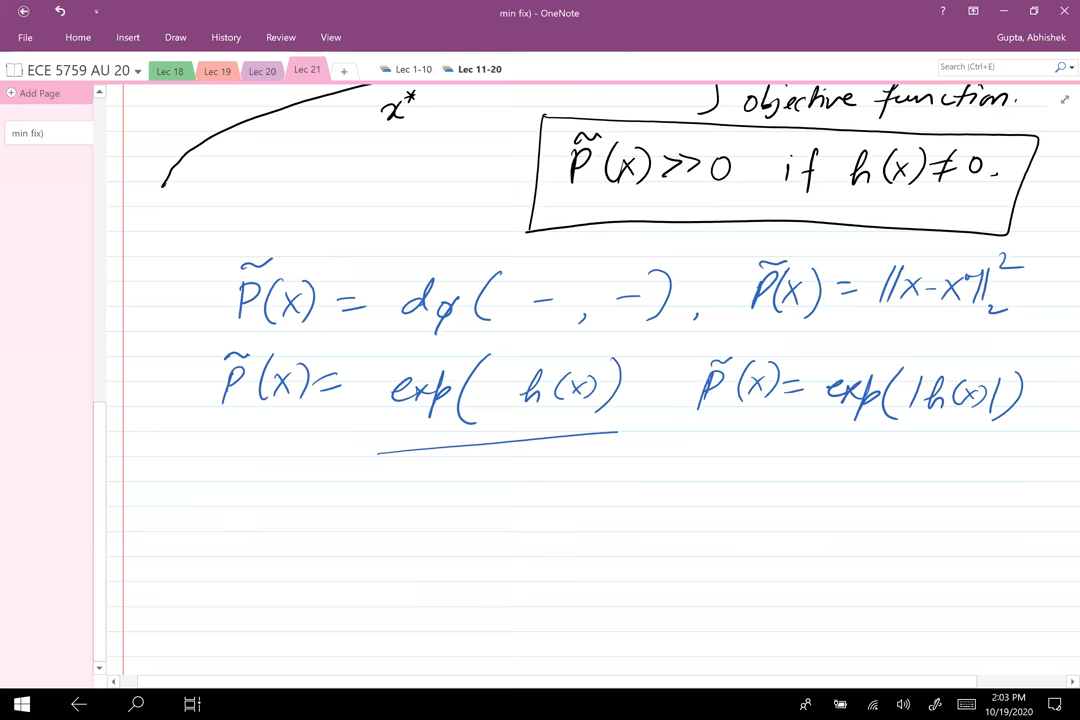 min fix) - OneNote
Gupta, Abhishek
File Home Insert Draw History Review View
ECE 5759 AU 20 Lec 18 Lec 19 Lec 20 Lec 21 + Lec 1-10 Lec 11-20 Search (Ctrl+E)
Add Page
min fix)
x* } objective function.
P̃(x) >> 0 if h(x) ≠ 0.
P̃(x) = dφ( – , – ), P̃(x) = ||x - x*||₂²
P̃(x) = exp( h(x)) P̃(x) = exp(|h(x)|)
2:03 PM
10/19/2020